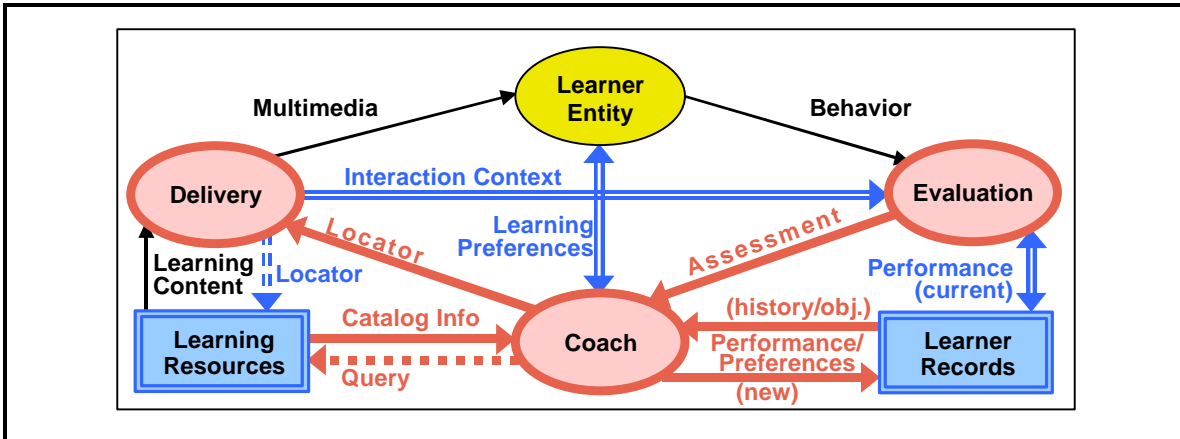 Learner
Entity
Multimedia
Behavior
Delivery
Interaction Context
Evaluation
Learning
Preferences
Locator
Assessment
Learning
Content
Locator
Performance
(current)
Learning
Resources
Catalog Info
Query
Coach
(history/obj.)
Performance/
Preferences
(new)
Learner
Records